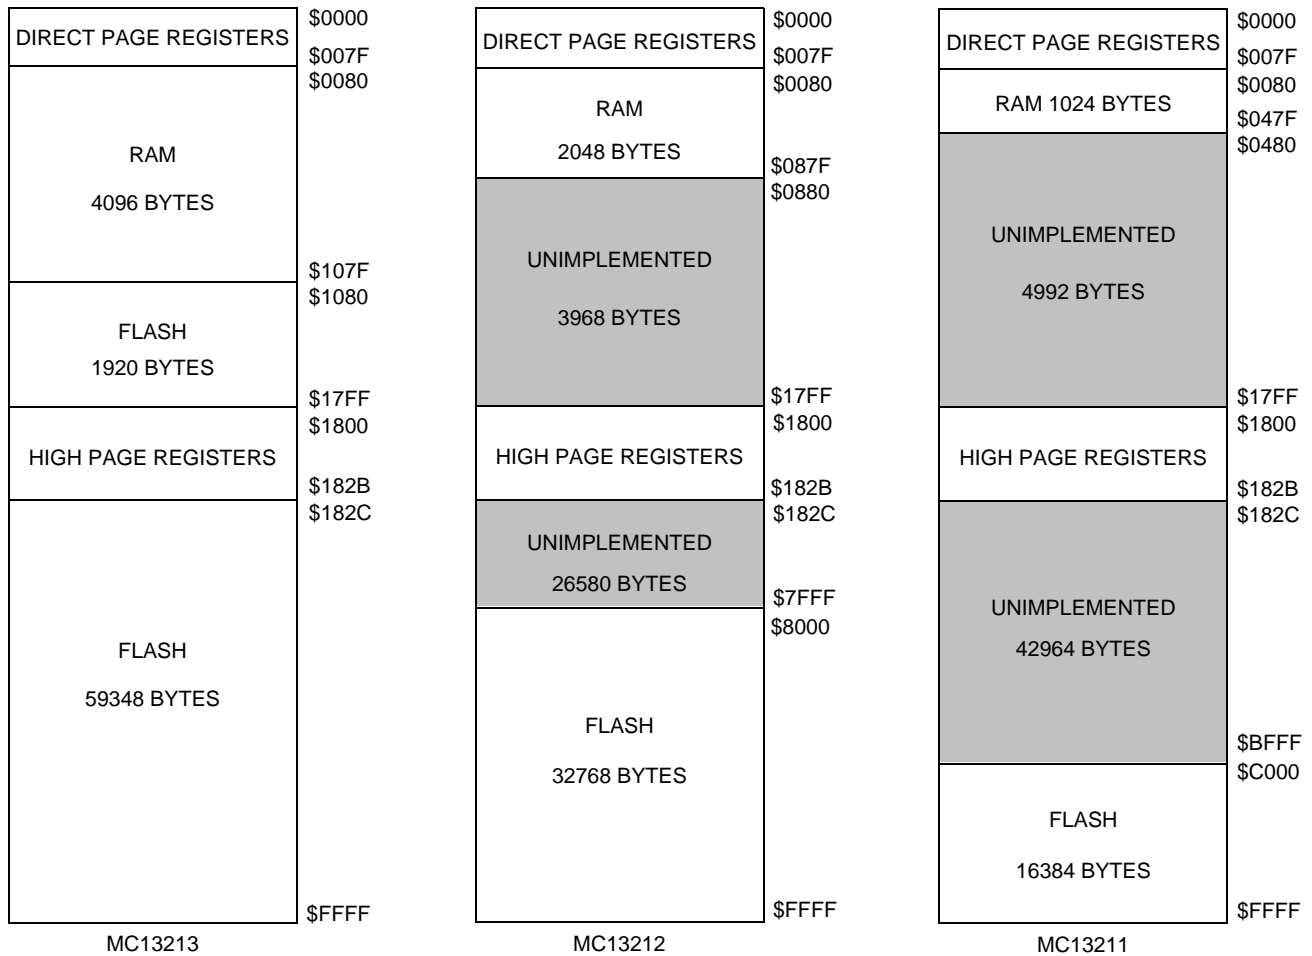 DIRECT PAGE REGISTERS
$0000
$007F
$0080
RAM
4096 BYTES
$107F
$1080
FLASH
1920 BYTES
$17FF
$1800
HIGH PAGE REGISTERS
$182B
$182C
FLASH
59348 BYTES
$FFFF
MC13213
DIRECT PAGE REGISTERS
$0000
$007F
$0080
RAM
2048 BYTES
$087F
$0880
UNIMPLEMENTED
3968 BYTES
$17FF
$1800
HIGH PAGE REGISTERS
$182B
$182C
UNIMPLEMENTED
26580 BYTES
$7FFF
$8000
FLASH
32768 BYTES
$FFFF
MC13212
DIRECT PAGE REGISTERS
$0000
$007F
$0080
RAM 1024 BYTES
$047F
$0480
UNIMPLEMENTED
4992 BYTES
$17FF
$1800
HIGH PAGE REGISTERS
$182B
$182C
UNIMPLEMENTED
42964 BYTES
$BFFF
$C000
FLASH
16384 BYTES
$FFFF
MC13211